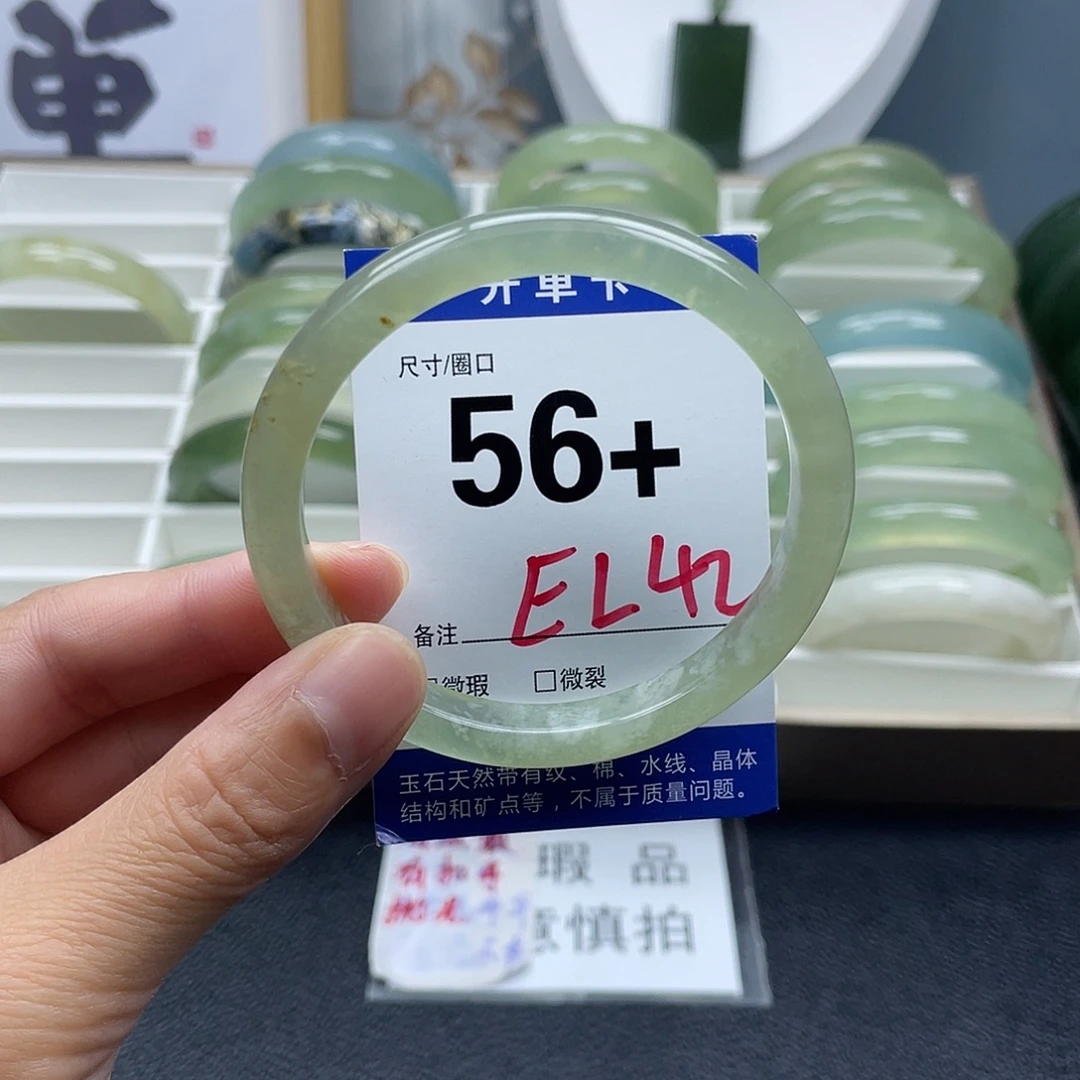 单
开单卡
尺寸/圈口
56+
EL42
备注
微瑕 □微裂
玉石天然带有纹、棉、水线、晶体
结构和矿点等，不属于质量问题。
瑕品
慎拍